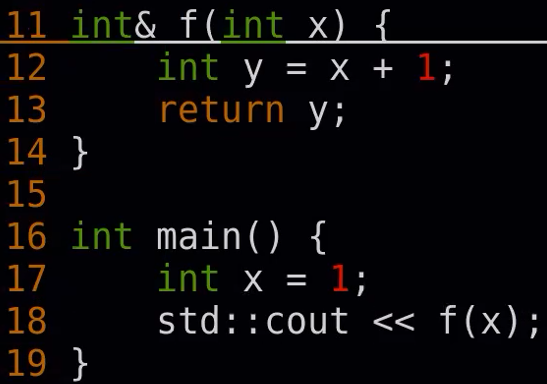 11 int& f(int x) {
12     int y = x + 1;
13     return y;
14 }
15
16 int main() {
17     int x = 1;
18     std::cout << f(x);
19 }